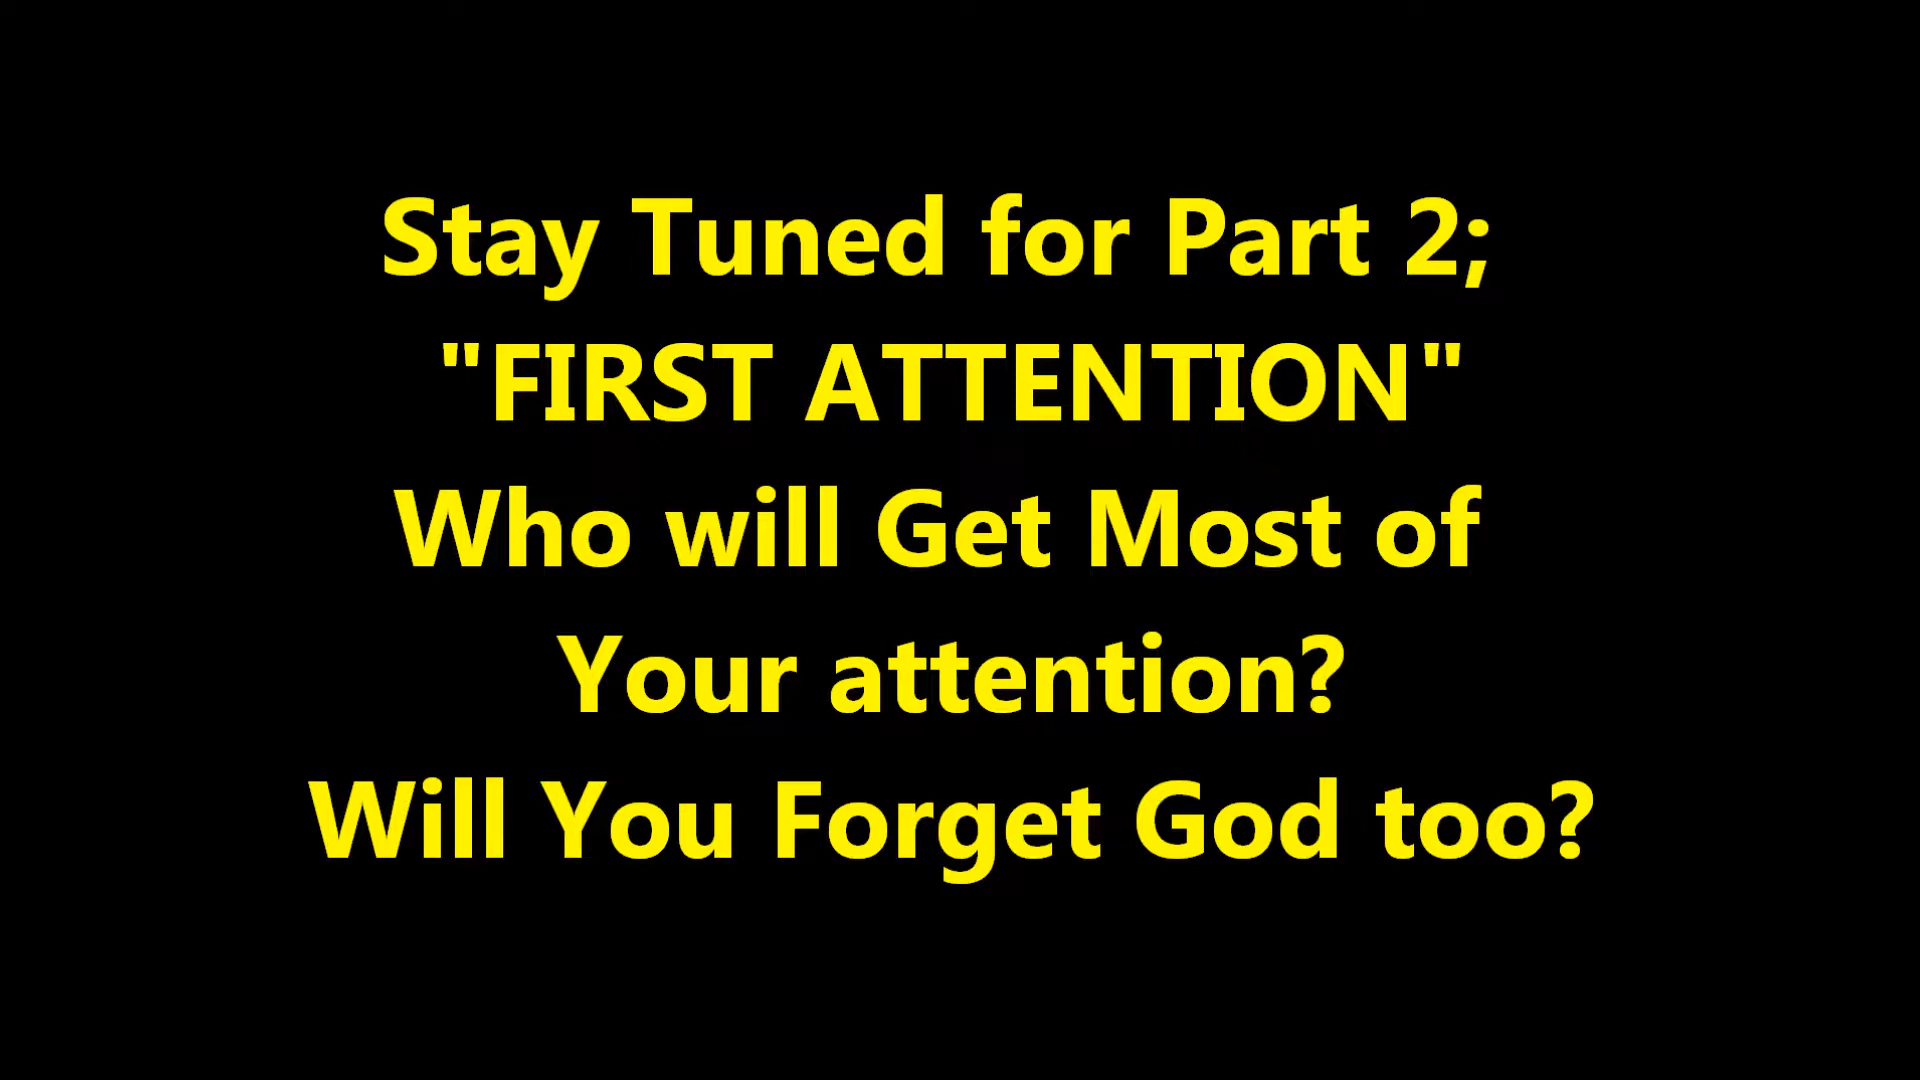 Stay Tuned for Part 2;
"FIRST ATTENTION"
Who will Get Most of
Your attention?
Will You Forget God too?